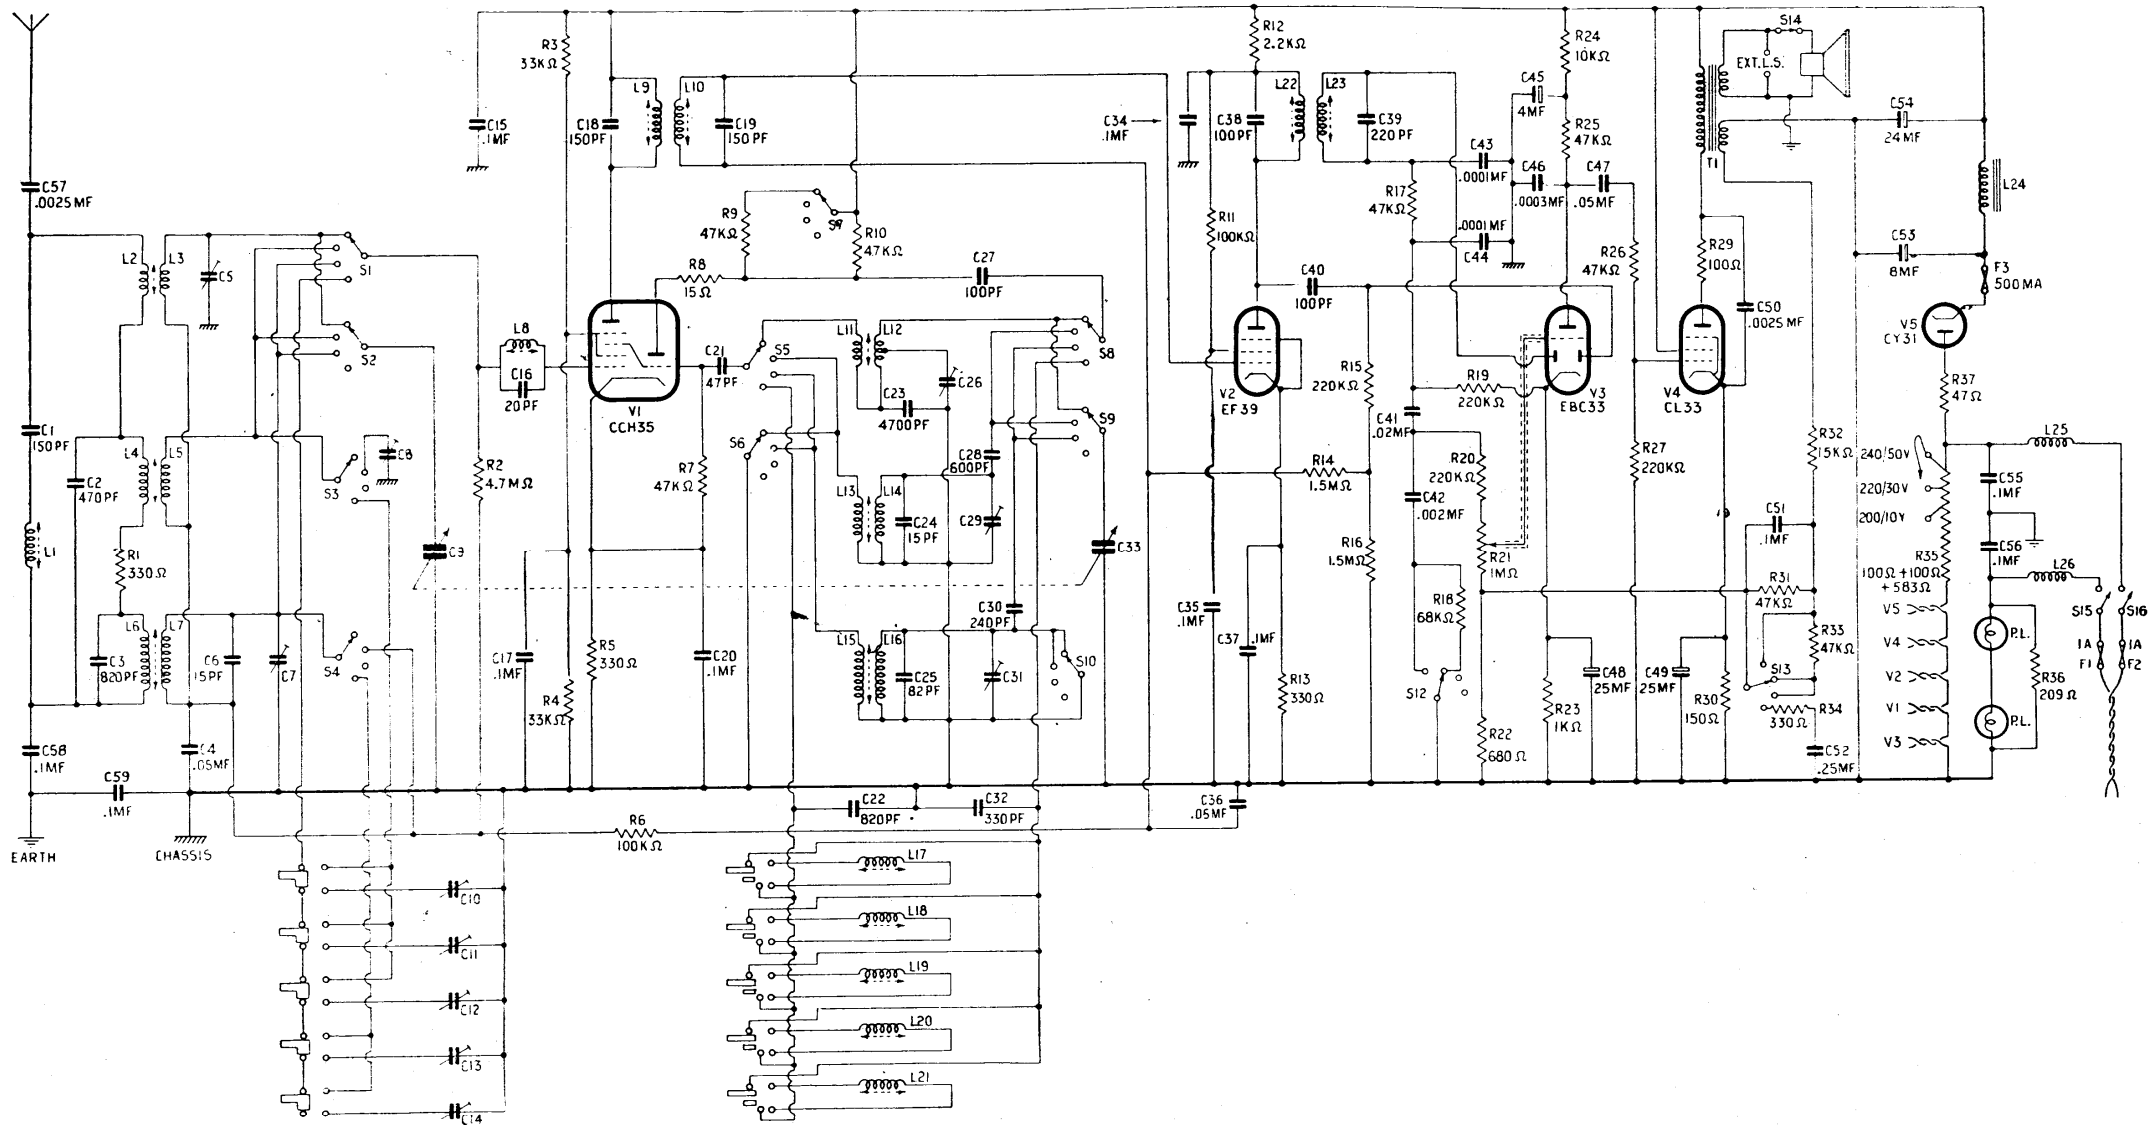 R3
33KΩ
R12
2.2KΩ
R24
10KΩ
S14
EXT.L.S.
L9
L10
L22
L23
C45
4MF
C54
24MF
C15
.1MF
C18
150PF
C19
150PF
C34
.1MF
C38
100PF
C39
220PF
C43
.0001MF
R25
47KΩ
C46
.0003MF
C47
.05MF
T1
L24
C57
.0025MF
R17
47KΩ
R9
47KΩ
S7
R10
47KΩ
R11
100KΩ
.0001MF
C44
R26
47KΩ
R29
100Ω
C53
8MF
F3
500MA
L2
L3
C5
S1
R8
15Ω
C27
100PF
C40
100PF
C50
.0025MF
V5
CY31
L8
C16
20PF
S2
C21
47PF
S5
L11
L12
S8
C26
C23
4700PF
V1
CCH35
V2
EF39
R15
220KΩ
R19
220KΩ
V3
EBC33
V4
CL33
R37
47Ω
C1
150PF
C41
.02MF
S6
S9
L4
L5
C8
S3
R2
4.7MΩ
R7
47KΩ
C28
600PF
R14
1.5MΩ
R20
220KΩ
R27
220KΩ
R32
15KΩ
L25
240/50V
220/30V
200/10V
C55
.1MF
C2
470PF
L13
L14
C24
15PF
C29
C42
.002MF
C51
.1MF
L1
C9
C33
R16
1.5MΩ
R21
1MΩ
R35
100Ω+100Ω
+583Ω
C56
.1MF
L26
R1
330Ω
R18
68KΩ
R31
47KΩ
S15
S16
C30
240PF
C35
.1MF
C37
.1MF
V5
V4
V2
V1
V3
P.L.
1A
F1
1A
F2
R33
47KΩ
L6
L7
C3
820PF
C6
15PF
C7
S4
C17
.1MF
R5
330Ω
C20
.1MF
L15
L16
C25
82PF
C31
S10
R13
330Ω
S12
C48
25MF
C49
25MF
S13
R36
209Ω
R4
33KΩ
R23
1KΩ
R30
150Ω
R34
330Ω
P.L.
R22
680Ω
C52
.25MF
C58
.1MF
C4
.05MF
C59
.1MF
C22
820PF
C32
330PF
C36
.05MF
R6
100KΩ
EARTH
CHASSIS
L17
C10
L18
C11
L19
C12
L20
C13
L21
C14